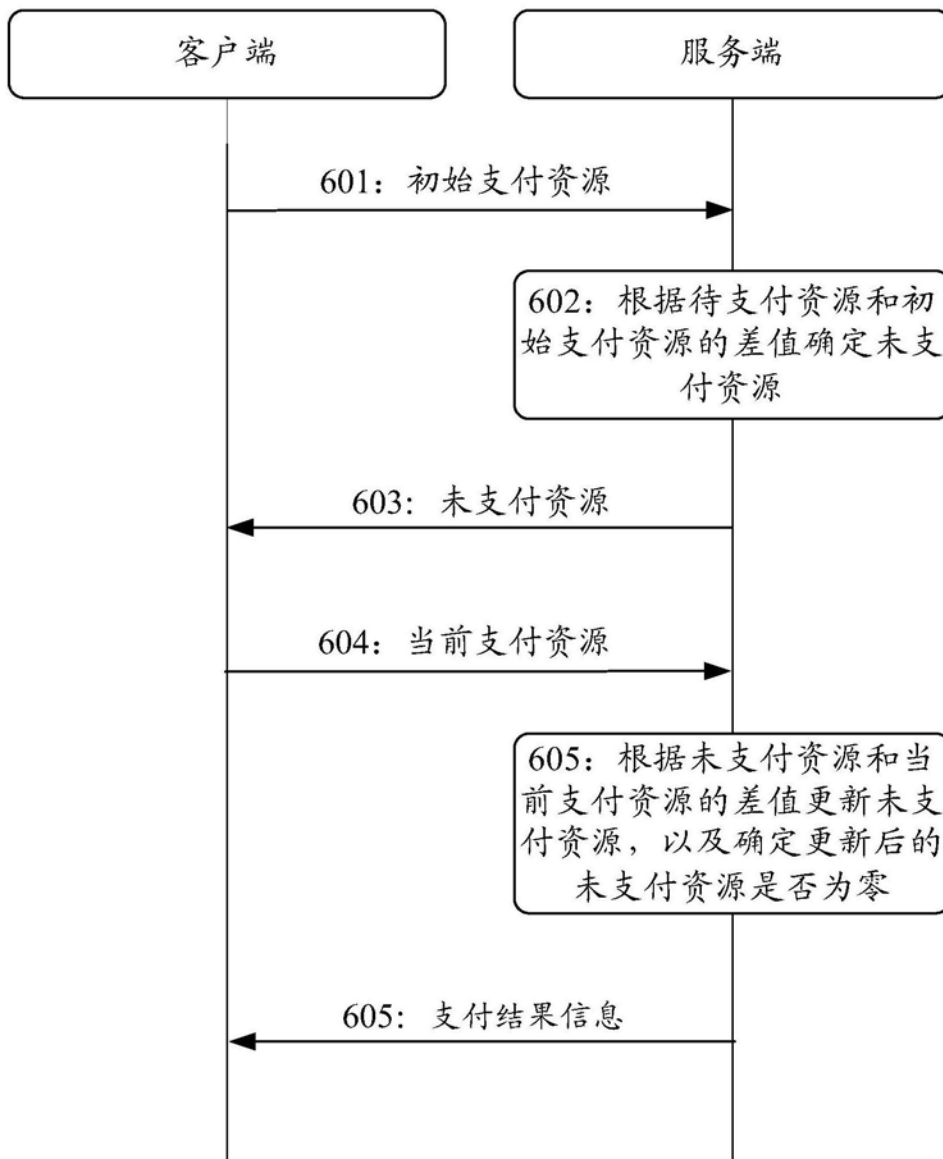 客户端
服务端
601：初始支付资源
602：根据待支付资源和初
始支付资源的差值确定未支
付资源
603：未支付资源
604：当前支付资源
605：根据未支付资源和当
前支付资源的差值更新未支
付资源，以及确定更新后的
未支付资源是否为零
605：支付结果信息